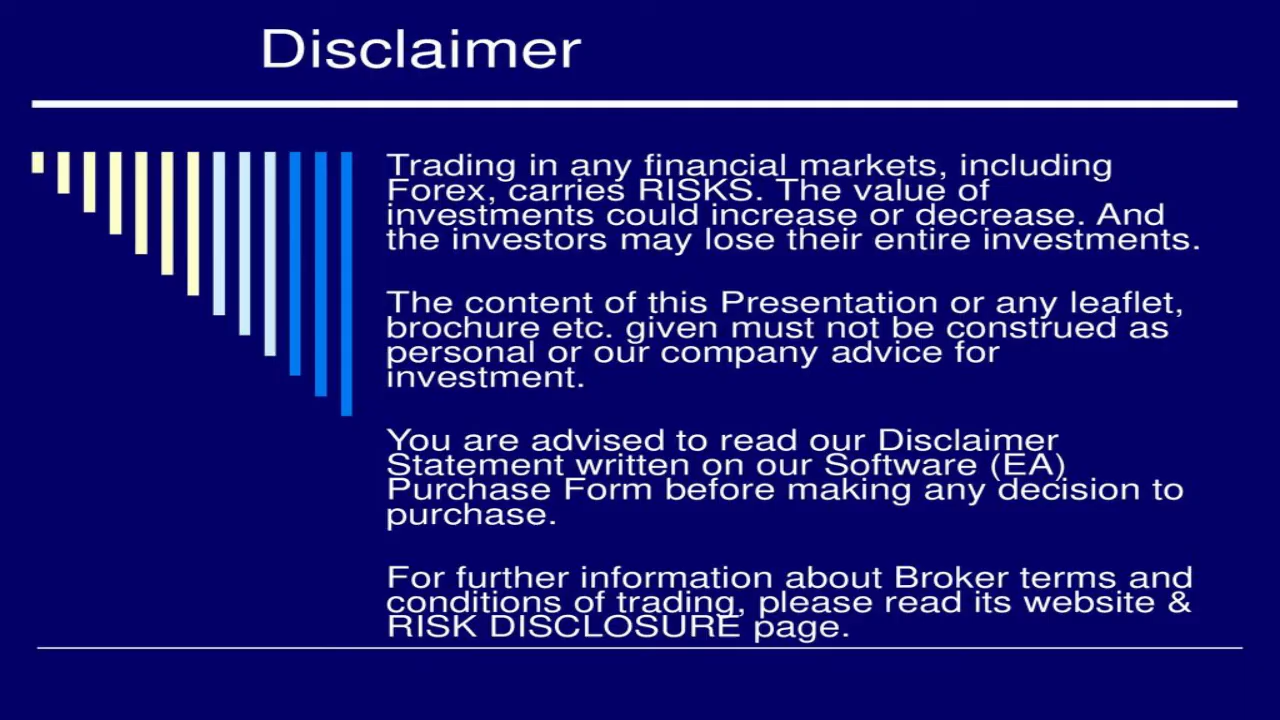 Disclaimer
Trading in any financial markets, including
Forex, carries RISKS. The value of
investments could increase or decrease. And
the investors may lose their entire investments.
The content of this Presentation or any leaflet,
brochure etc. given must not be construed as
personal or our company advice for
investment.
You are advised to read our Disclaimer
Statement written on our Software (EA)
Purchase Form before making any decision to
purchase.
For further information about Broker terms and
conditions of trading, please read its website &
RISK DISCLOSURE page.